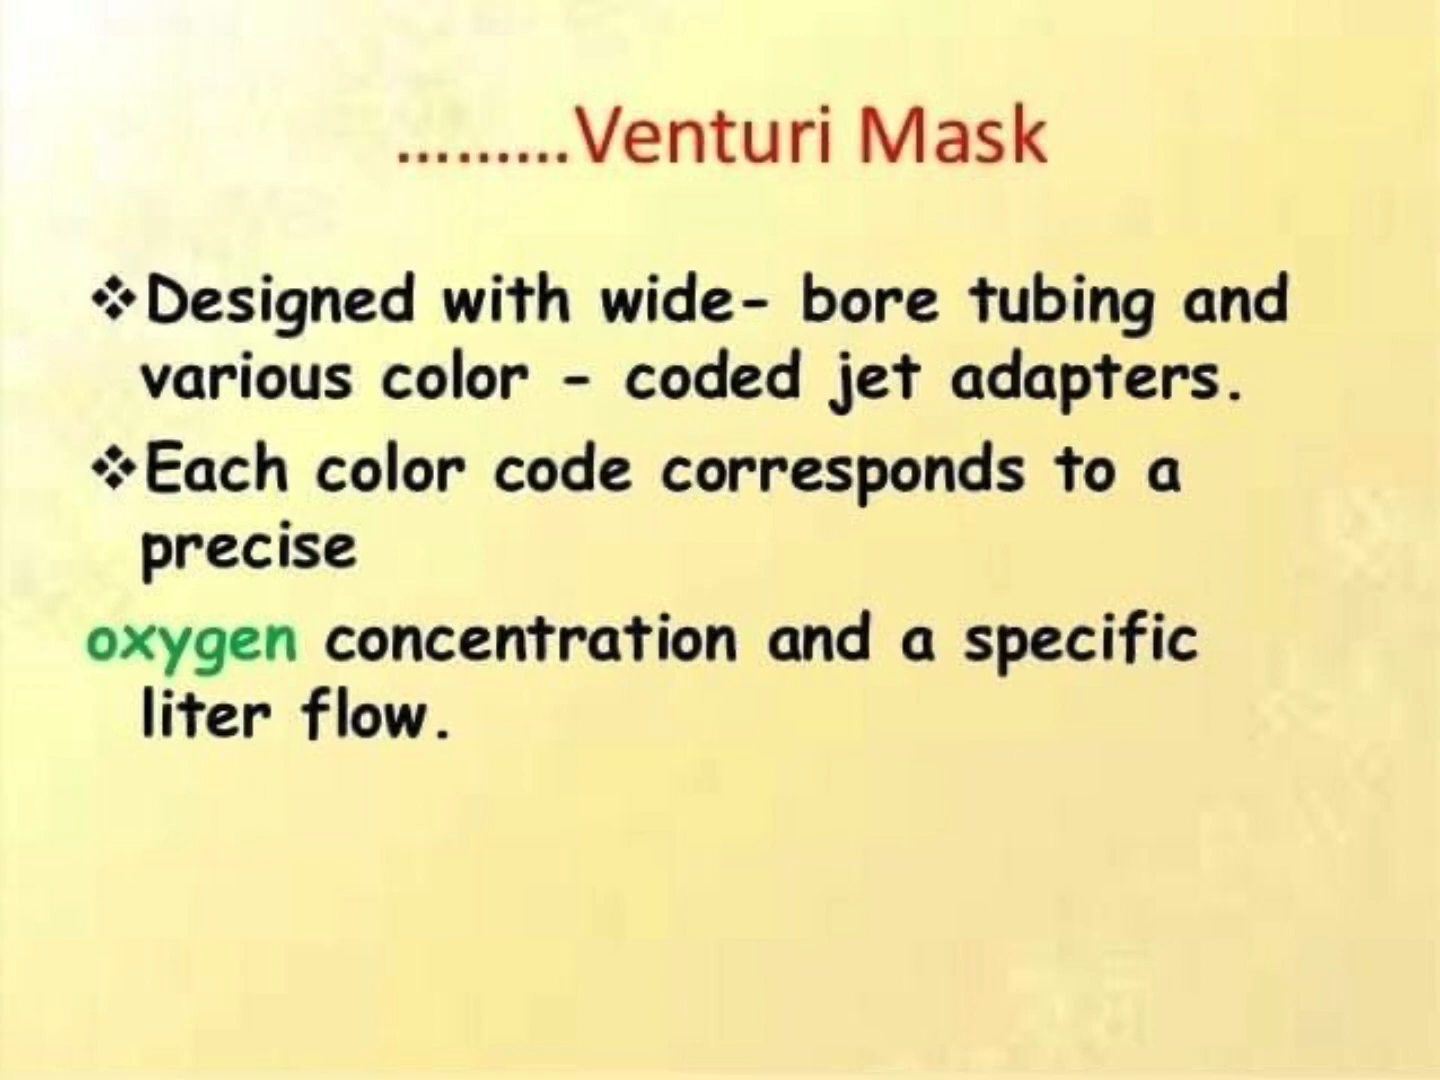 .........Venturi Mask
❖Designed with wide- bore tubing and
various color - coded jet adapters.
❖Each color code corresponds to a
precise
oxygen concentration and a specific
liter flow.